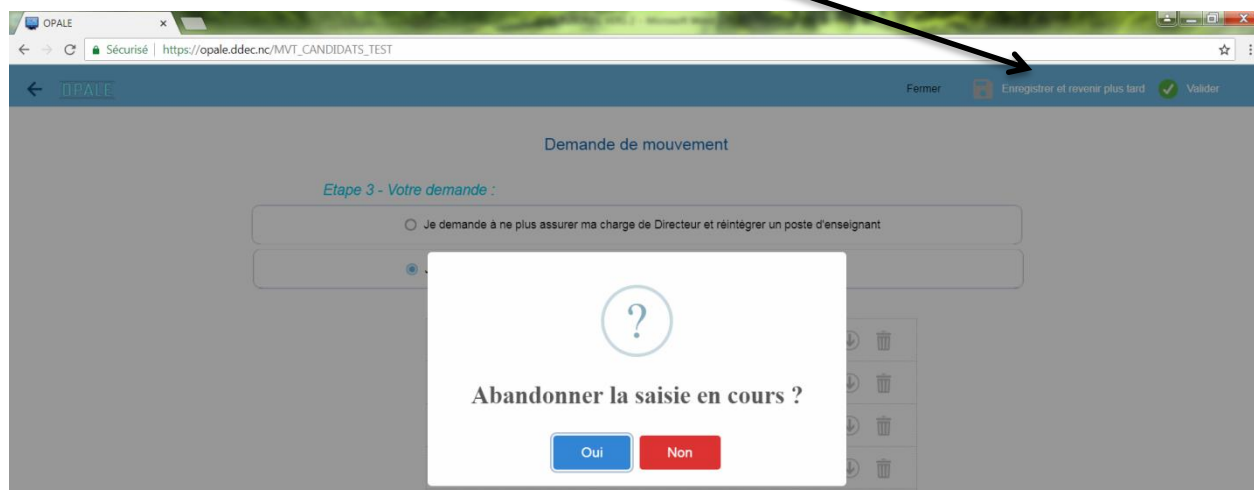 OPALE
Sécurisé | https://opale.ddec.nc/MVT_CANDIDATS_TEST
OPALE
Fermer
Enregistrer et revenir plus tard
Valider
Demande de mouvement
Etape 3 - Votre demande :
Je demande à ne plus assurer ma charge de Directeur et réintégrer un poste d'enseignant
?
Abandonner la saisie en cours ?
Oui
Non